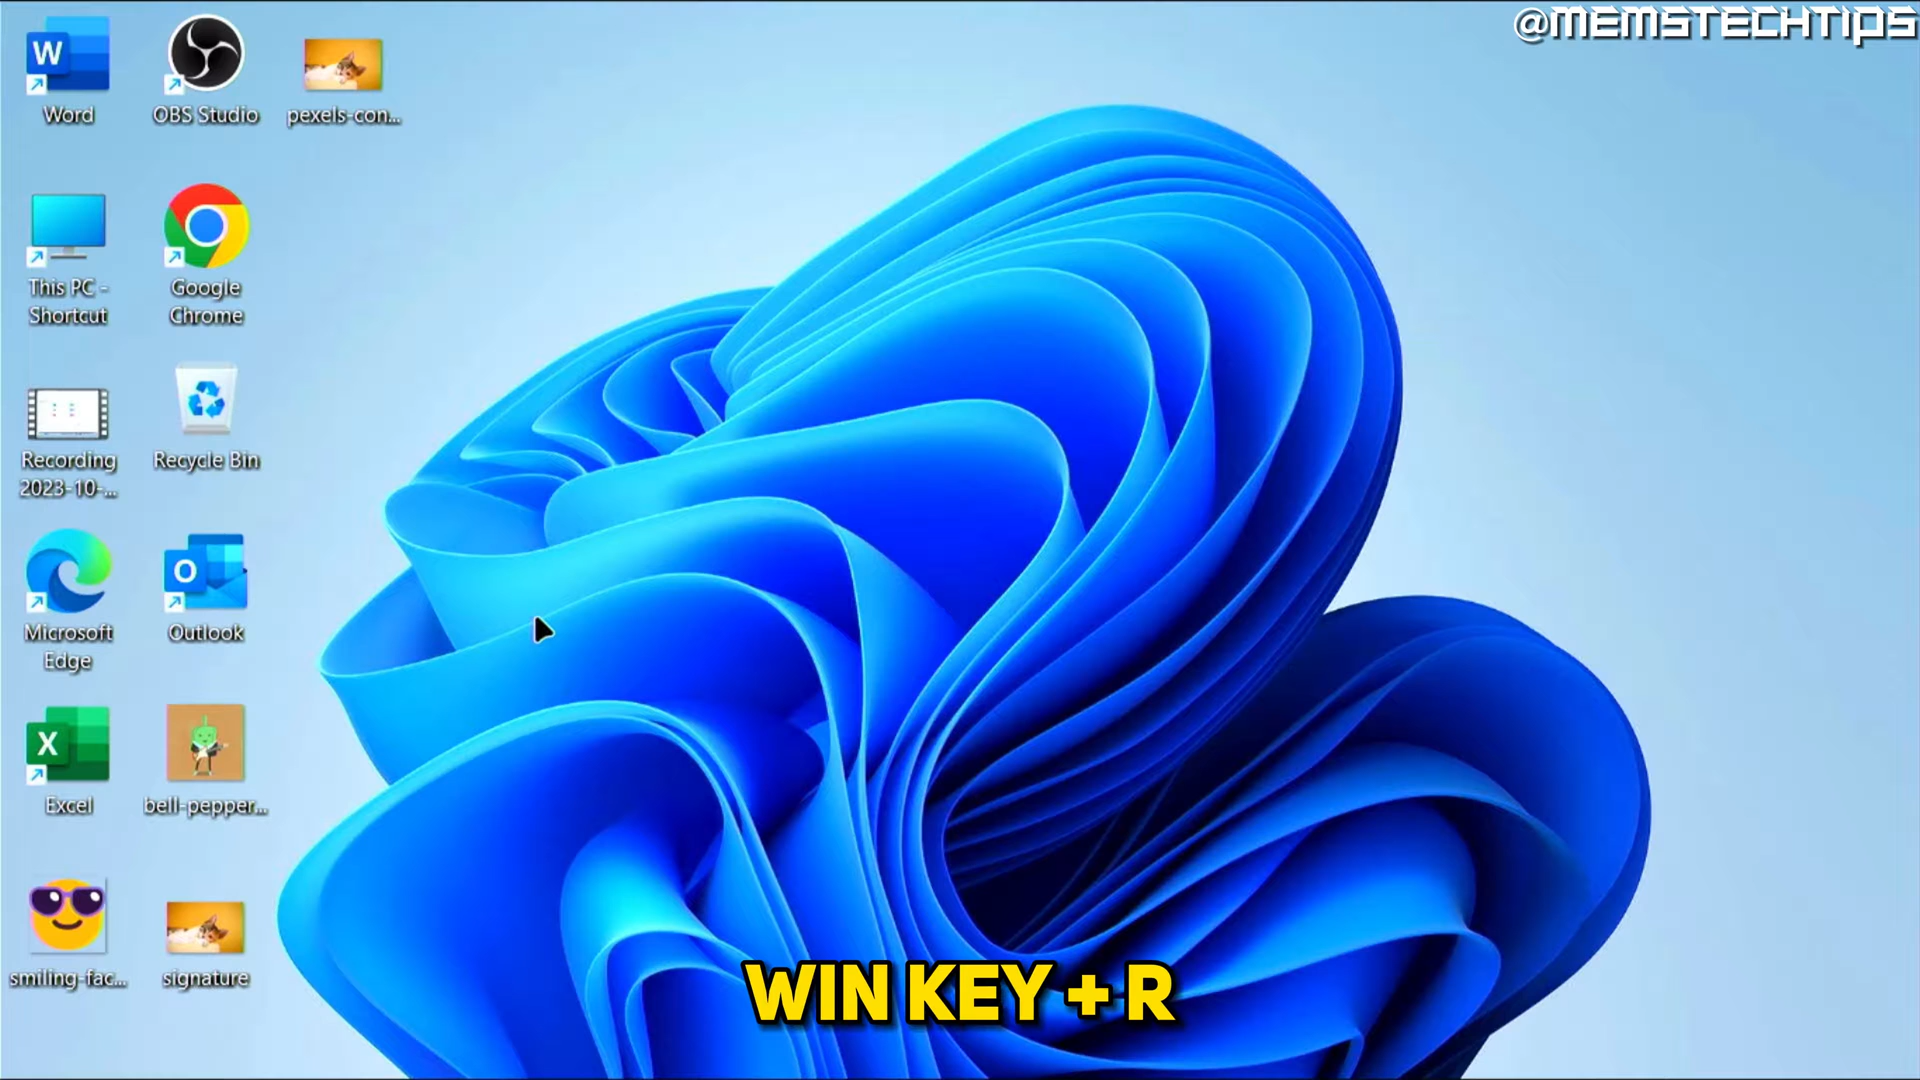 @MEMSTECHTIPS
Word
OBS Studio
pexels-con...
This PC -
Shortcut
Google
Chrome
Recording
2023-10-...
Recycle Bin
Microsoft
Edge
Outlook
Excel
bell-pepper...
smiling-fac...
signature
WIN KEY + R